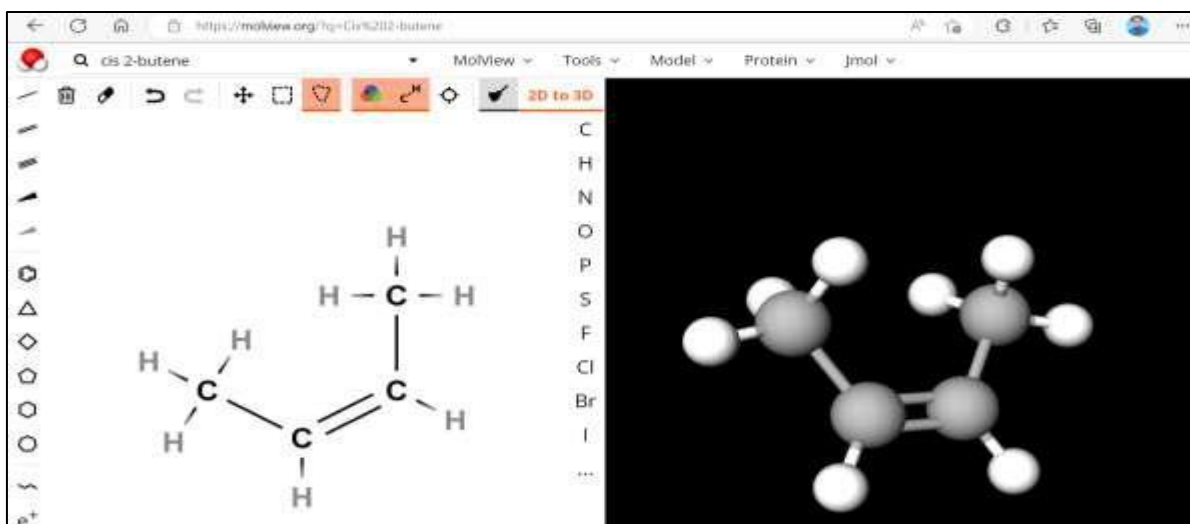 https://molview.org/?q=Cis%202-butene
cis 2-butene
MolView Tools Model Protein Jmol
2D to 3D
C
H
N
O
P
S
F
Cl
Br
I
...
e+
H
H C H
H
H
C
C
H
H
C
H